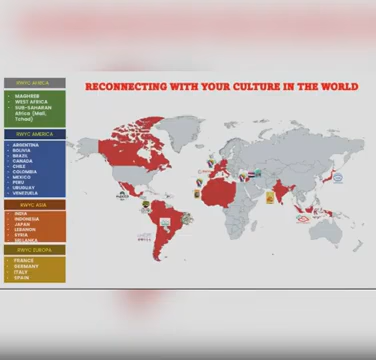 RECONNECTING WITH YOUR CULTURE IN THE WORLD
RWYC AFRICA
MAGHREB
WEST AFRICA
SUB-SAHARAN
Africa (Mali,
Tchad)
RWYC AMERICA
ARGENTINA
BOLIVIA
BRAZIL
CANADA
CHILE
COLOMBIA
MEXICO
PERU
URUGUAY
VENEZUELA
RWYC ASIA
INDIA
INDONESIA
JAPAN
LEBANON
SYRIA
SRI LANKA
RWYC EUROPA
FRANCE
GERMANY
ITALY
SPAIN